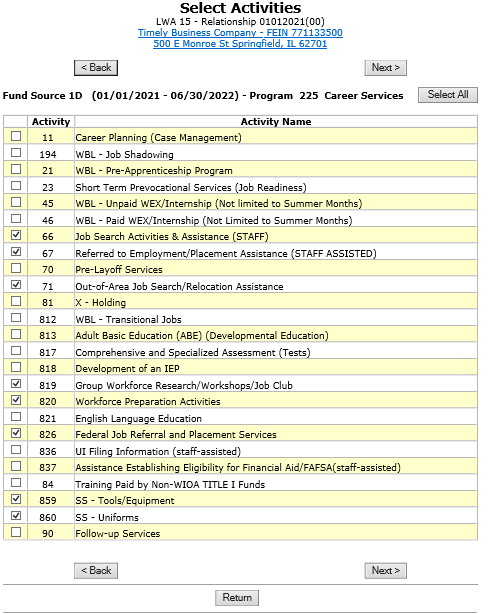 Select Activities
LWA 15 - Relationship 01012021(00)
Timely Business Company - FEIN 771133500
500 E Monroe St Springfield, IL 62701
< Back Next >
Fund Source 1D (01/01/2021 - 06/30/2022) - Program 225 Career Services Select All
Activity Activity Name
11 Career Planning (Case Management)
194 WBL - Job Shadowing
21 WBL - Pre-Apprenticeship Program
23 Short Term Prevocational Services (Job Readiness)
45 WBL - Unpaid WEX/Internship (Not limited to Summer Months)
46 WBL - Paid WEX/Internship (Not Limited to Summer Months)
66 Job Search Activities & Assistance (STAFF)
67 Referred to Employment/Placement Assistance (STAFF ASSISTED)
70 Pre-Layoff Services
71 Out-of-Area Job Search/Relocation Assistance
81 X - Holding
812 WBL - Transitional Jobs
813 Adult Basic Education (ABE) (Developmental Education)
817 Comprehensive and Specialized Assessment (Tests)
818 Development of an IEP
819 Group Workforce Research/Workshops/Job Club
820 Workforce Preparation Activities
821 English Language Education
826 Federal Job Referral and Placement Services
836 UI Filing Information (staff-assisted)
837 Assistance Establishing Eligibility for Financial Aid/FAFSA(staff-assisted)
84 Training Paid by Non-WIOA TITLE I Funds
859 SS - Tools/Equipment
860 SS - Uniforms
90 Follow-up Services
< Back Next >
Return